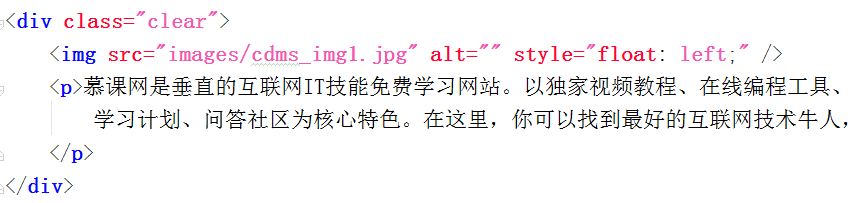 <div class="clear">
<img src="images/cdms_img1.jpg" alt="" style="float: left;" />
<p>慕课网是垂直的互联网IT技能免费学习网站。以独家视频教程、在线编程工具、
学习计划、问答社区为核心特色。在这里，你可以找到最好的互联网技术牛人，
</p>
</div>